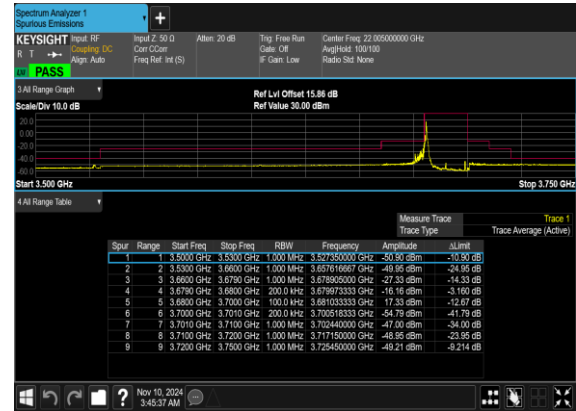 Spectrum Analyzer 1
Spurious Emissions
KEYSIGHT Input: RF Input Z: 50 Ω Atten: 20 dB Trig: Free Run Center Freq: 22.005000000 GHz
R T Coupling: DC Corr CCorr Gate: Off Avg|Hold: 100/100
Align: Auto Freq Ref: Int (S) IF Gain: Low Radio Std: None
PASS
3 All Range Graph
Ref Lvl Offset 15.86 dB
Scale/Div 10.0 dB Ref Value 30.00 dBm
20.0
0.00
-20.0
-40.0
-60.0
Start 3.500 GHz Stop 3.750 GHz
4 All Range Table
Measure Trace Trace 1
Trace Type Trace Average (Active)
Spur Range Start Freq Stop Freq RBW Frequency Amplitude ΔLimit
1 1 3.5000 GHz 3.5300 GHz 1.000 MHz 3.527350000 GHz -50.90 dBm -10.90 dB
2 2 3.5300 GHz 3.6600 GHz 1.000 MHz 3.657616667 GHz -49.95 dBm -24.95 dB
3 3 3.6600 GHz 3.6790 GHz 1.000 MHz 3.678905000 GHz -27.33 dBm -14.33 dB
4 4 3.6790 GHz 3.6800 GHz 200.0 kHz 3.679973333 GHz -16.16 dBm -3.160 dB
5 5 3.6800 GHz 3.7000 GHz 100.0 kHz 3.681033333 GHz 17.33 dBm -12.67 dB
6 6 3.7000 GHz 3.7010 GHz 200.0 kHz 3.700518333 GHz -54.79 dBm -41.79 dB
7 7 3.7010 GHz 3.7100 GHz 1.000 MHz 3.702440000 GHz -47.00 dBm -34.00 dB
8 8 3.7100 GHz 3.7200 GHz 1.000 MHz 3.717150000 GHz -48.95 dBm -23.95 dB
9 9 3.7200 GHz 3.7500 GHz 1.000 MHz 3.725450000 GHz -49.21 dBm -9.214 dB
Nov 10, 2024
3:45:37 AM